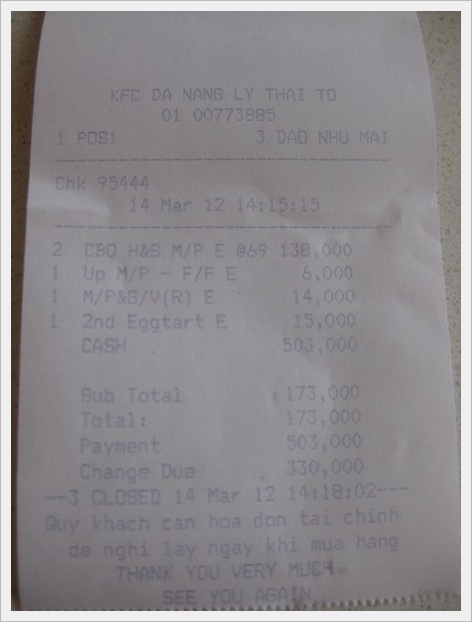 KFC DA NANG LY THAI TO
01 00773885
1 POS1 3 DAO NHU MAI
Chk 95444
14 Mar 12 14:15:15
2 CBO H&S M/P E @69 138,000
1 Up M/P - F/F E 6,000
1 M/P&G/V(R) E 14,000
1 2nd Eggtart E 15,000
CASH 503,000
Sub Total 173,000
Total: 173,000
Payment 503,000
Change Due 330,000
---3 CLOSED 14 Mar 12 14:18:02---
Quy khach can hoa don tai chinh
de nghi lay ngay khi mua hang
THANK YOU VERY MUCH
SEE YOU AGAIN